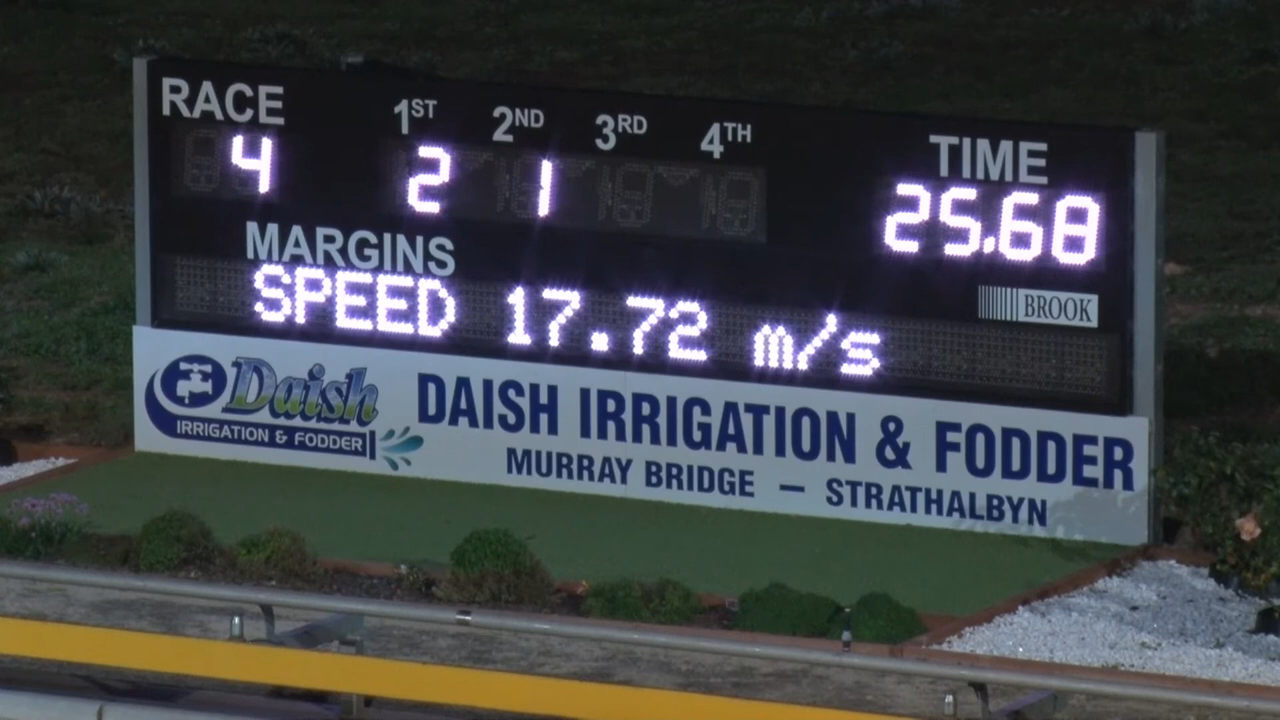 RACE 1ST 2ND 3RD 4TH TIME
4 2 1 25.68
MARGINS
SPEED 17.72 m/s
BROOK
Daish
IRRIGATION & FODDER
DAISH IRRIGATION & FODDER
MURRAY BRIDGE – STRATHALBYN